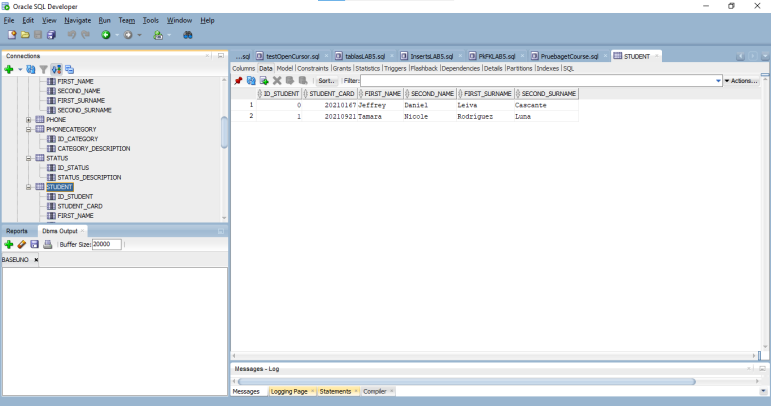 Oracle SQL Developer
File Edit View Navigate Run Team Tools Window Help
Connections
FIRST_NAME
SECOND_NAME
FIRST_SURNAME
SECOND_SURNAME
PHONE
PHONECATEGORY
ID_CATEGORY
CATEGORY_DESCRIPTION
STATUS
ID_STATUS
STATUS_DESCRIPTION
STUDENT
ID_STUDENT
STUDENT_CARD
FIRST_NAME
Reports Dbms Output
Buffer Size: 20000
BASEUNO
...sql testOpenCursor.sql tablasLAB5.sql InsertsLAB5.sql PkFKLAB5.sql PruebagetCourse.sql STUDENT
Columns Data Model Constraints Grants Statistics Triggers Flashback Dependencies Details Partitions Indexes SQL
Sort.. Filter: Actions...
ID_STUDENT STUDENT_CARD FIRST_NAME SECOND_NAME FIRST_SURNAME SECOND_SURNAME
1 0 20210167 Jeffrey Daniel Leiva Cascante
2 1 20210921 Tamara Nicole Rodriguez Luna
Messages - Log
Messages Logging Page Statements Compiler